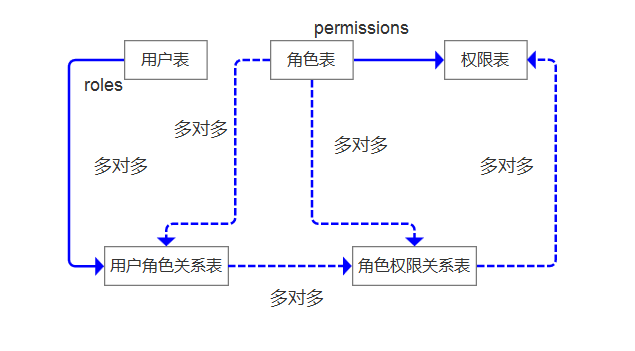 permissions
用户表
角色表
权限表
roles
多对多
多对多
多对多
多对多
用户角色关系表
角色权限关系表
多对多